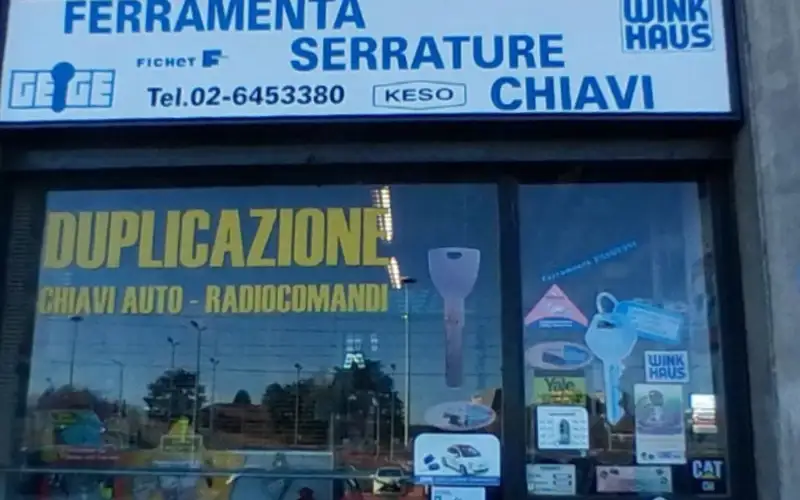 FERRAMENTA
WINK
HAUS
FICHET F
SERRATURE
GEGE
Tel.02-6453380
KESO
CHIAVI
DUPLICAZIONE
CHIAVI AUTO - RADIOCOMANDI
Ferramenta
WINK
HAUS
Yale
CAT